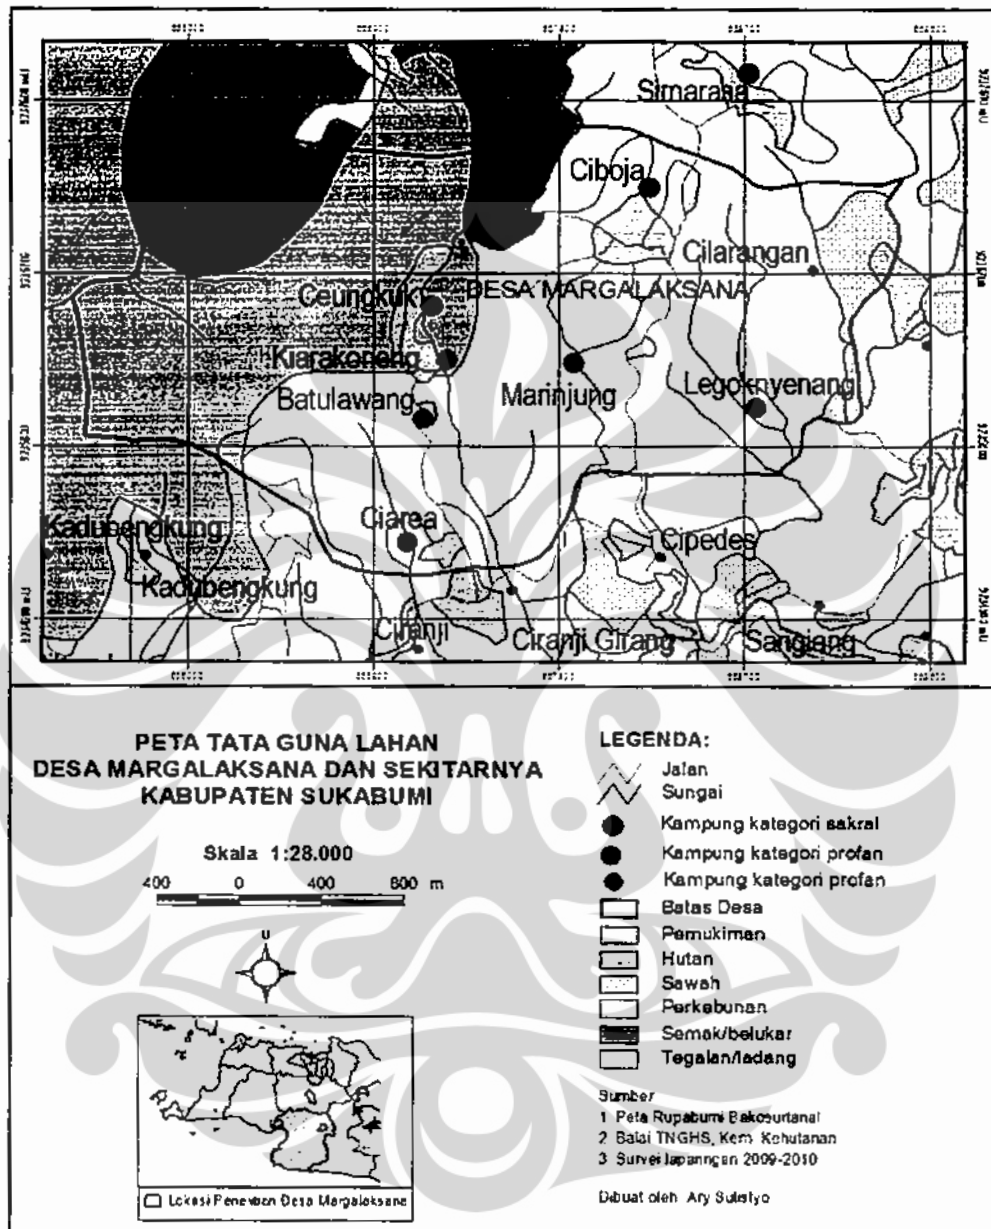 Simarasa
Ciboja
Cilarangan
Ceungkuk
DESA MARGALAKSANA
Kiarakoneng
Batulawang
Marinjung
Legoknyenang
Ciarea
Kadubengkung
Cipedes
Kadubengkung
Ciranji
Ciranji Girang
Sangiang
PETA TATA GUNA LAHAN
DESA MARGALAKSANA DAN SEKITARNYA
KABUPATEN SUKABUMI
Skala 1:28.000
400 0 400 800 m
U
Lokasi Penelitian Desa Margalaksana
LEGENDA:
Jalan
Sungai
Kampung kategori sakral
Kampung kategori profan
Kampung kategori profan
Batas Desa
Pemukiman
Hutan
Sawah
Perkebunan
Semak/belukar
Tegalan/ladang
Sumber
1 Peta Rupabumi Bakosurtanal
2 Balai TNGHS, Kem. Kehutanan
3 Survei lapanngan 2009-2010
Dibuat oleh Ary Sulistyo